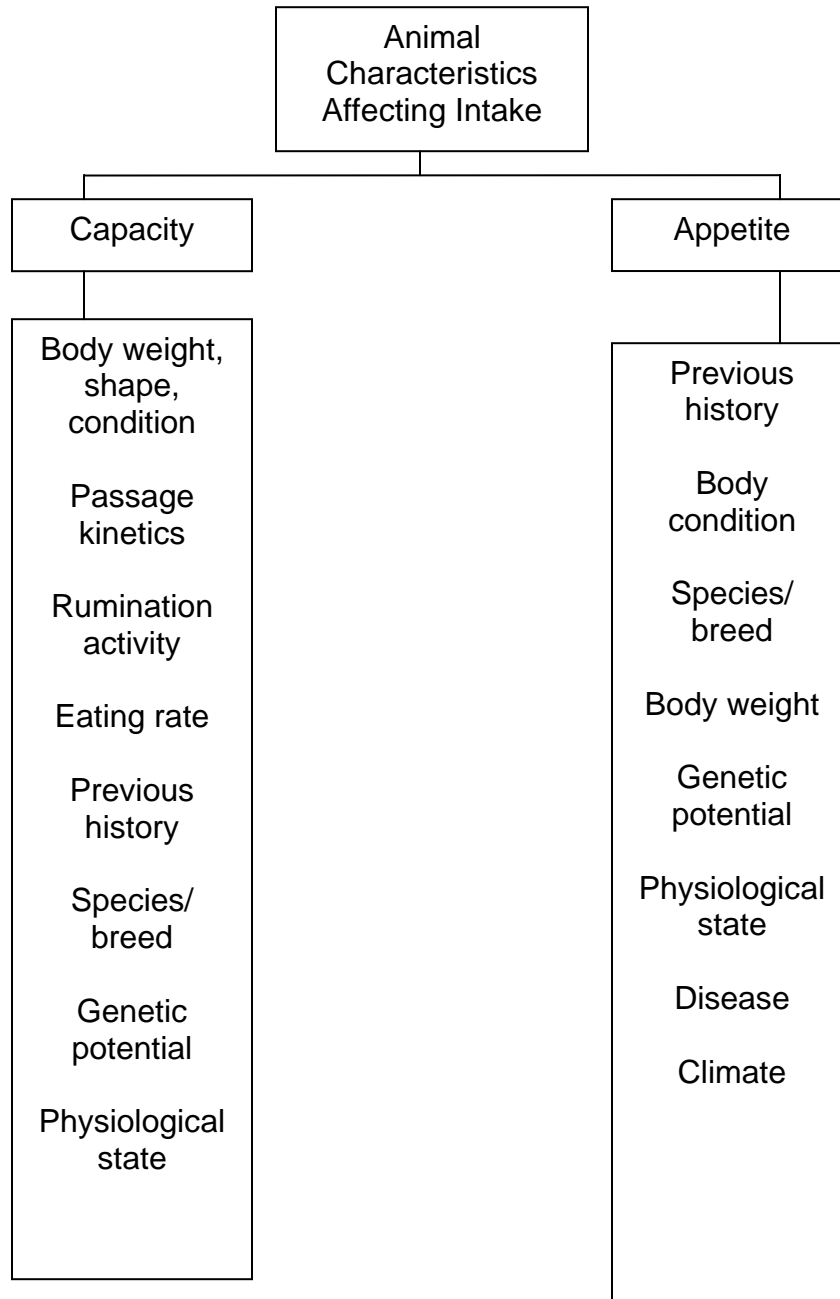 Animal
Characteristics
Affecting Intake
Capacity
Body weight,
shape,
condition
Passage
kinetics
Rumination
activity
Eating rate
Previous
history
Species/
breed
Genetic
potential
Physiological
state
Appetite
Previous
history
Body
condition
Species/
breed
Body weight
Genetic
potential
Physiological
state
Disease
Climate